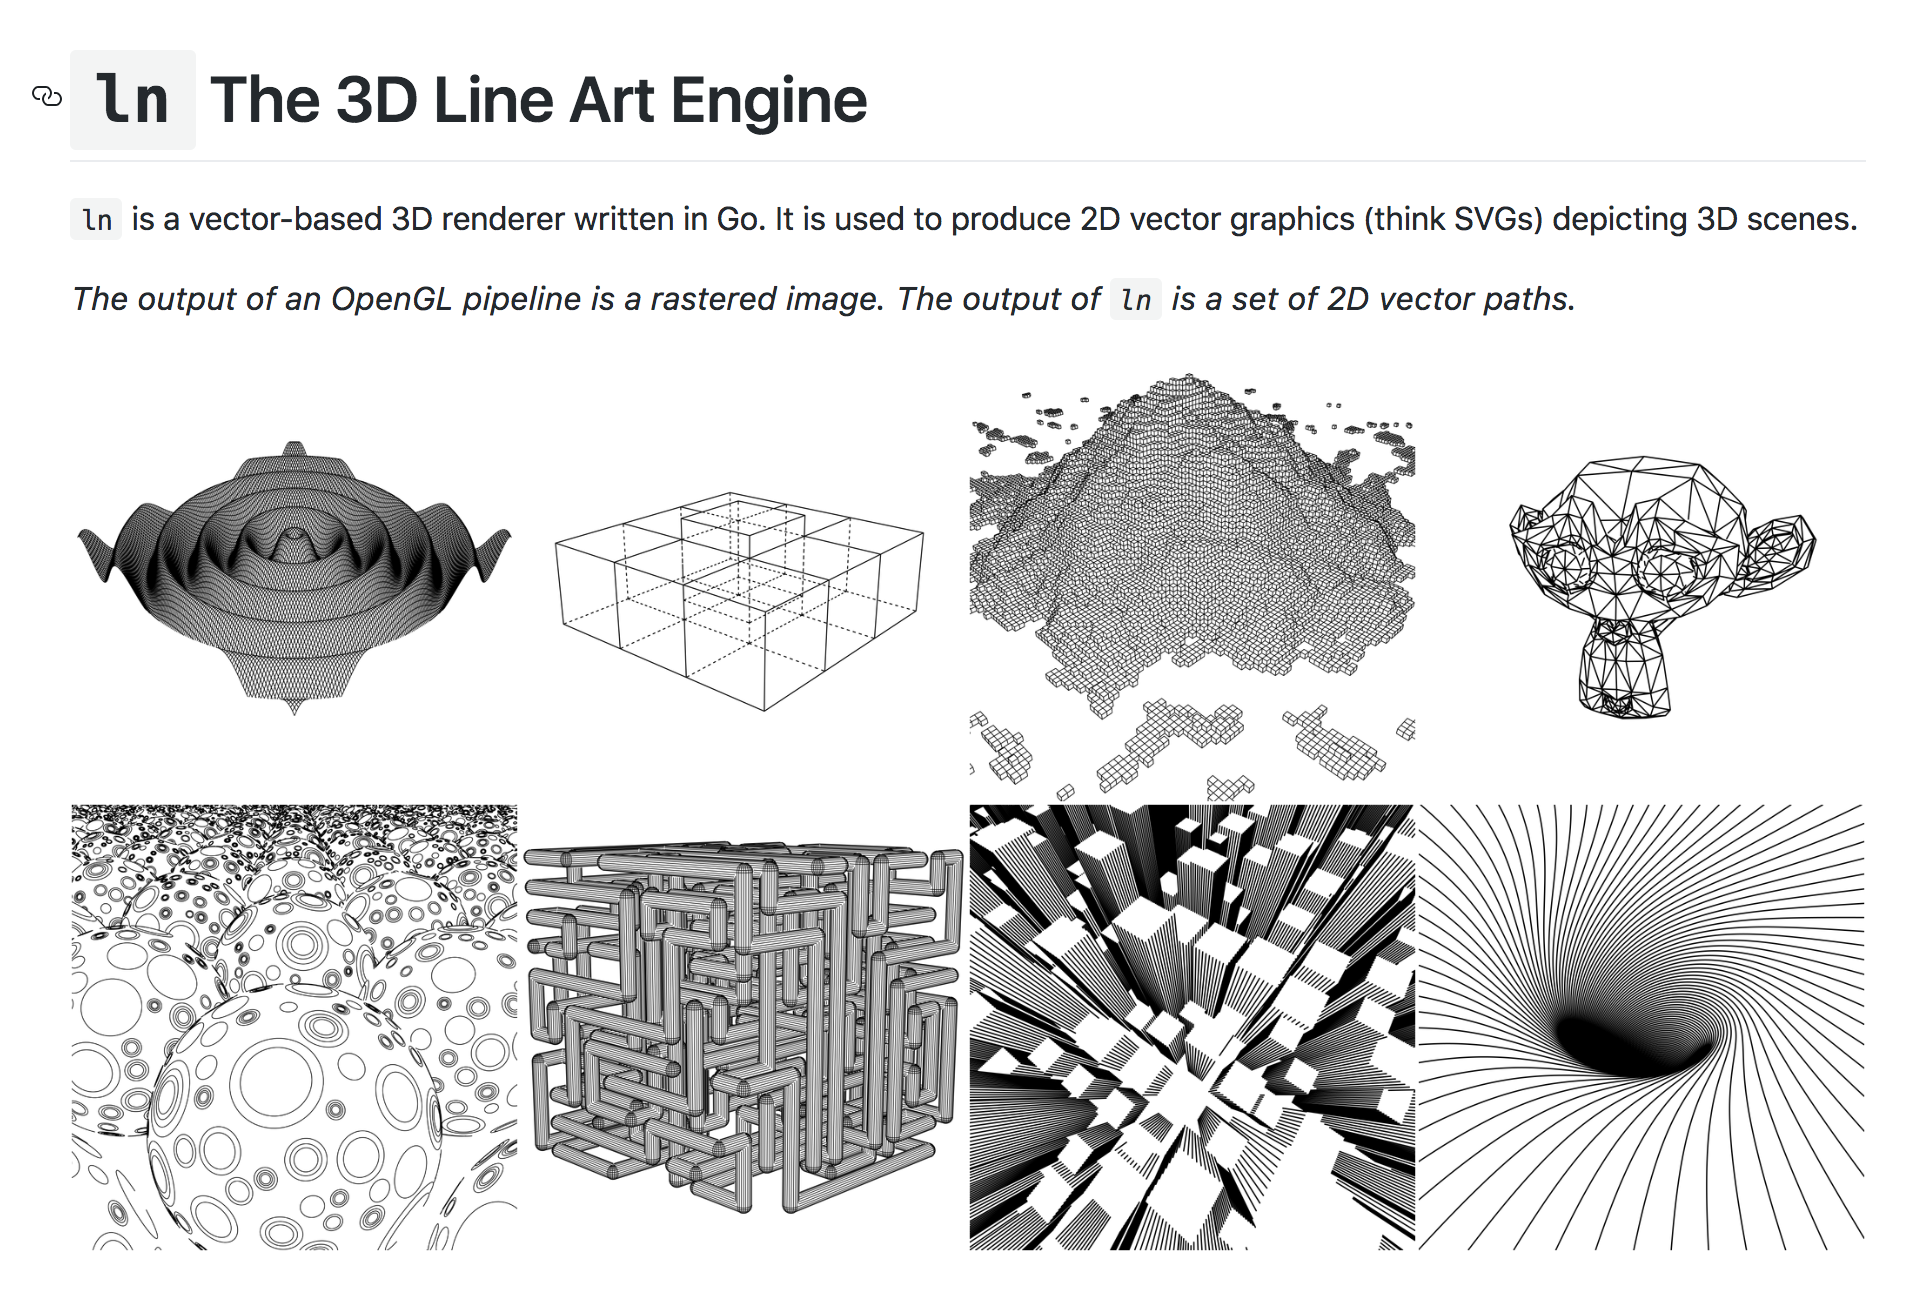 ln The 3D Line Art Engine
ln is a vector-based 3D renderer written in Go. It is used to produce 2D vector graphics (think SVGs) depicting 3D scenes.
The output of an OpenGL pipeline is a rastered image. The output of ln is a set of 2D vector paths.